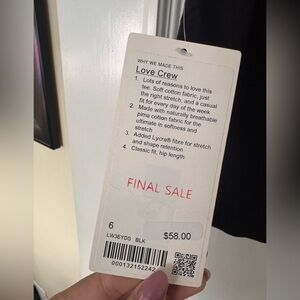 WHY WE MADE THIS
Love Crew
1. Lots of reasons to love this
tee. Soft cotton fabric, just
the right stretch, and a casual
fit for every day of the week
2. Made with naturally breathable
pima cotton fabric for the
ultimate in softness and
stretch
3. Added Lycra® fibre for stretch
and shape retention
4. Classic fit, hip length
FINAL SALE
6
$58.00
LW36YDS BLK
000132152242